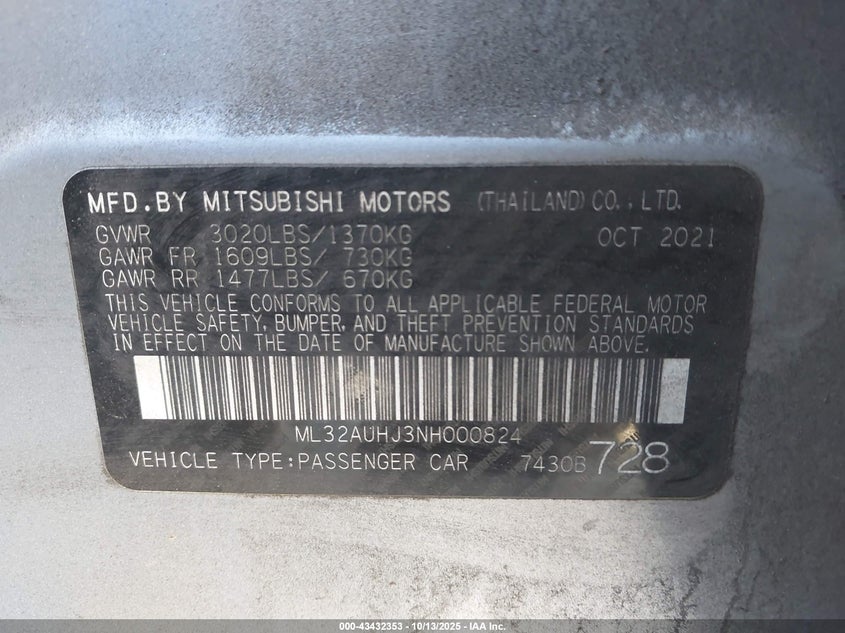 MFD.BY MITSUBISHI MOTORS (THAILAND) CO.,LTD.
GVWR 3020LBS/1370KG OCT 2021
GAWR FR 1609LBS/ 730KG
GAWR RR 1477LBS/ 670KG
THIS VEHICLE CONFORMS TO ALL APPLICABLE FEDERAL MOTOR
VEHICLE SAFETY, BUMPER, AND THEFT PREVENTION STANDARDS
IN EFFECT ON THE DATE OF MANUFACTURE SHOWN ABOVE.
ML32AUHJ3NH000824
VEHICLE TYPE:PASSENGER CAR 7430B 728
000-43432353 - 10/13/2025 - IAA Inc.